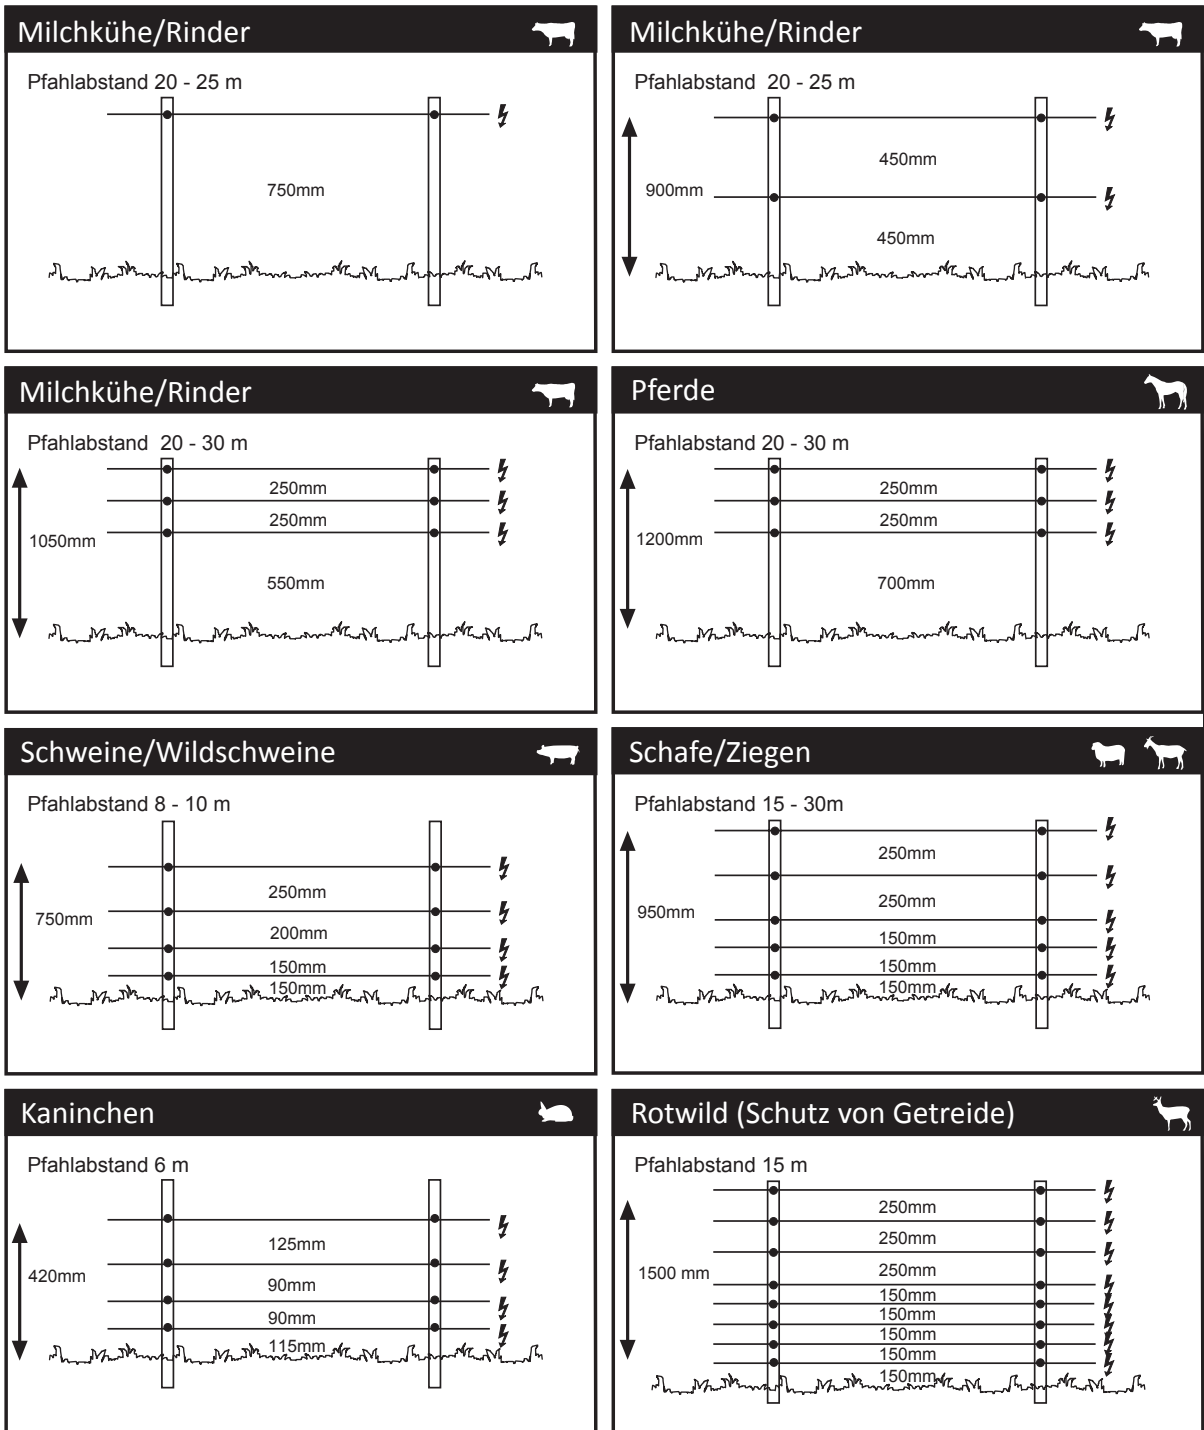 Milchkühe/Rinder
Pfahlabstand 20 - 25 m
750mm
Milchkühe/Rinder
Pfahlabstand 20 - 25 m
450mm
900mm
450mm
Milchkühe/Rinder
Pfahlabstand 20 - 30 m
250mm
250mm
1050mm
550mm
Pferde
Pfahlabstand 20 - 30 m
250mm
250mm
1200mm
700mm
Schweine/Wildschweine
Pfahlabstand 8 - 10 m
250mm
750mm
200mm
150mm
150mm
Schafe/Ziegen
Pfahlabstand 15 - 30m
250mm
250mm
950mm
150mm
150mm
150mm
Kaninchen
Pfahlabstand 6 m
125mm
420mm
90mm
90mm
115mm
Rotwild (Schutz von Getreide)
Pfahlabstand 15 m
250mm
250mm
250mm
1500 mm
150mm
150mm
150mm
150mm
150mm